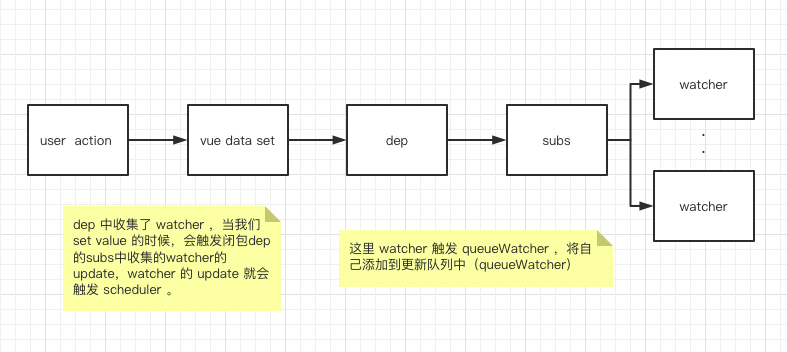 user action
vue data set
dep
subs
watcher
.
.
watcher
dep 中收集了 watcher ，当我们
set value 的时候，会触发闭包dep
的subs中收集的watcher的
update，watcher 的 update 就会
触发 scheduler 。
这里 watcher 触发 queueWatcher ，将自
己添加到更新队列中（queueWatcher）